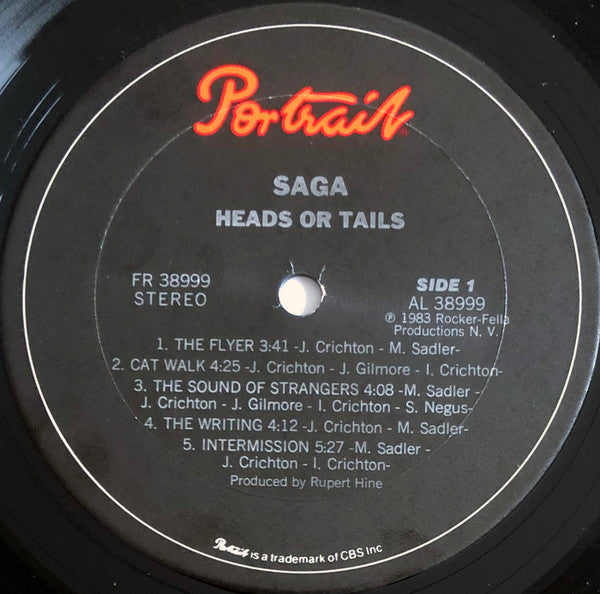 Portrait
SAGA
HEADS OR TAILS
FR 38999
STEREO
SIDE 1
AL 38999
℗ 1983 Rocker-Fella
Productions N. V.
1. THE FLYER 3:41 -J. Crichton - M. Sadler-
2. CAT WALK 4:25 -J. Crichton - J. Gilmore - I. Crichton-
3. THE SOUND OF STRANGERS 4:08 -M. Sadler -
J. Crichton - J. Gilmore - I. Crichton - S. Negus-
4. THE WRITING 4:12 -J. Crichton - M. Sadler-
5. INTERMISSION 5:27 -M. Sadler -
J. Crichton - I. Crichton-
Produced by Rupert Hine
Portrait is a trademark of CBS Inc